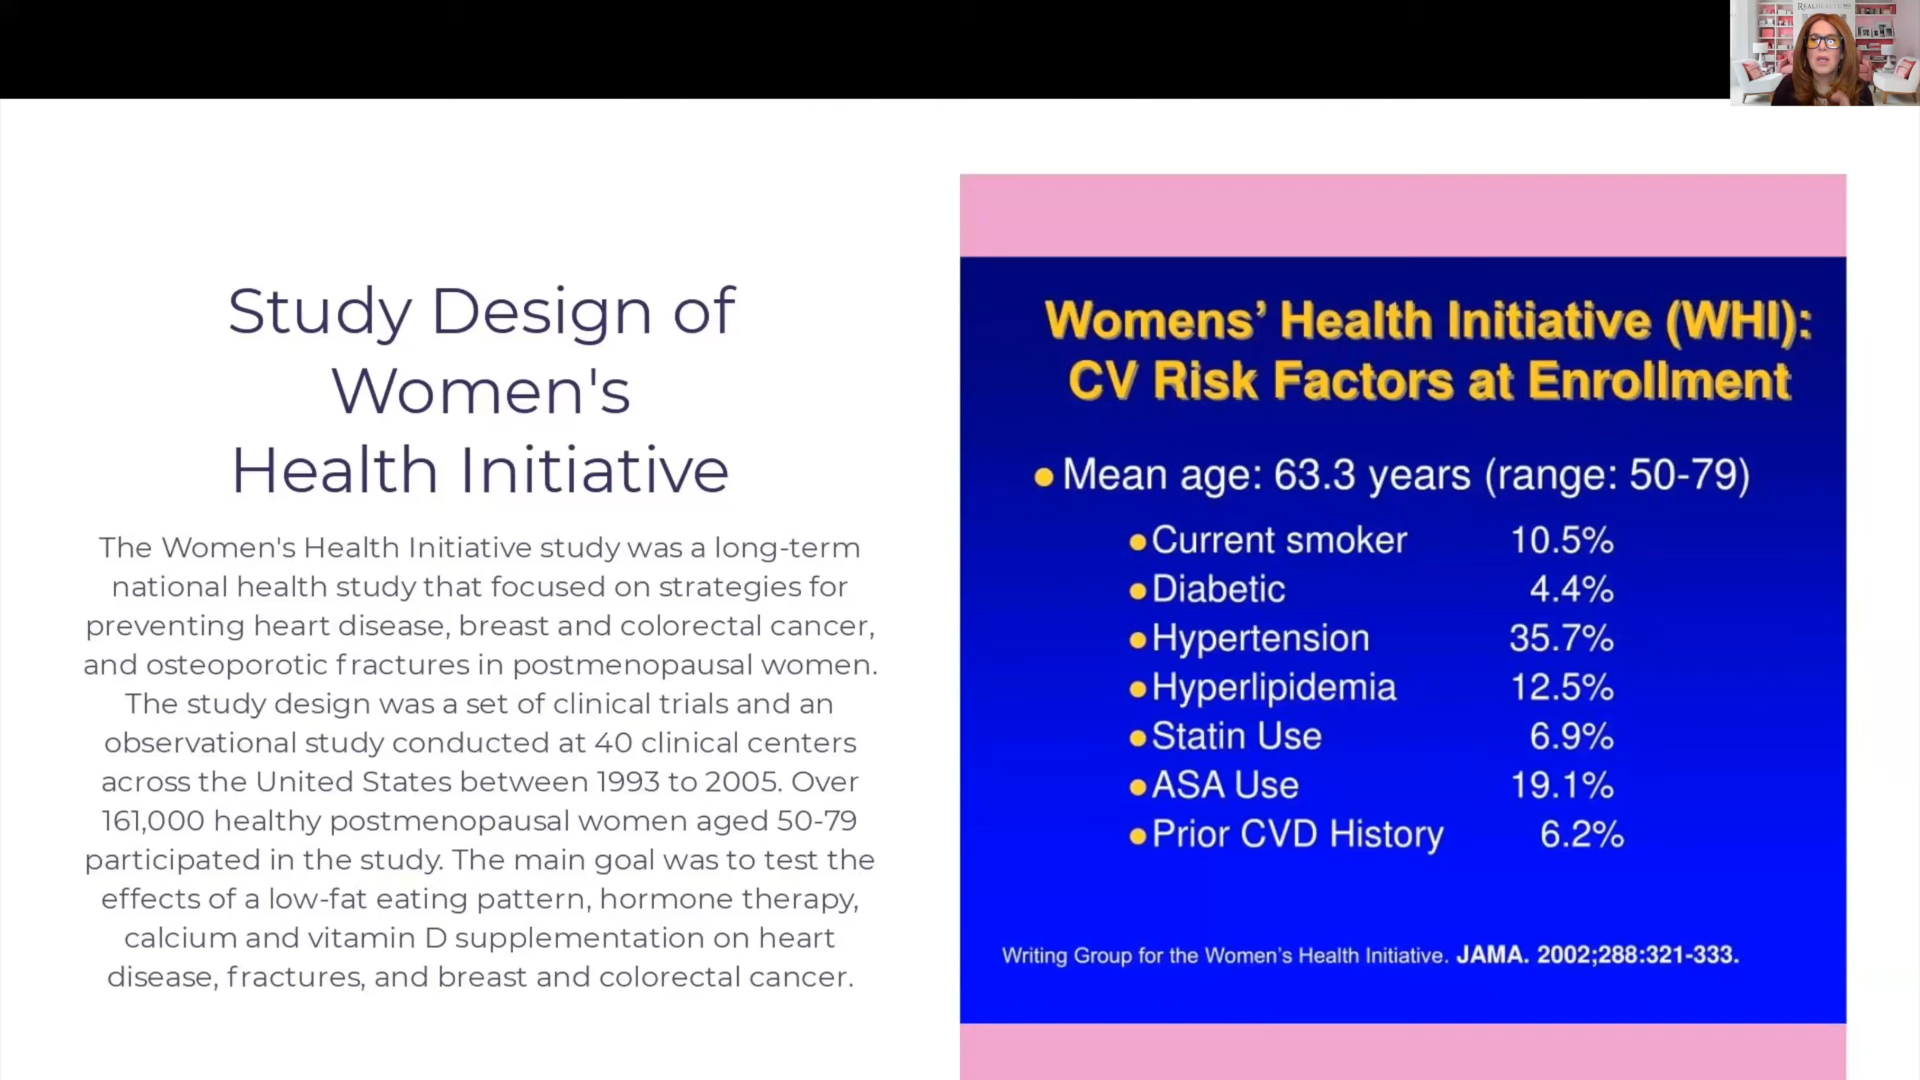 REALHEALTH
Study Design of
Women's
Health Initiative
The Women's Health Initiative study was a long-term
national health study that focused on strategies for
preventing heart disease, breast and colorectal cancer,
and osteoporotic fractures in postmenopausal women.
The study design was a set of clinical trials and an
observational study conducted at 40 clinical centers
across the United States between 1993 to 2005. Over
161,000 healthy postmenopausal women aged 50-79
participated in the study. The main goal was to test the
effects of a low-fat eating pattern, hormone therapy,
calcium and vitamin D supplementation on heart
disease, fractures, and breast and colorectal cancer.
Womens’ Health Initiative (WHI):
CV Risk Factors at Enrollment
Mean age: 63.3 years (range: 50-79)
Current smoker 10.5%
Diabetic 4.4%
Hypertension 35.7%
Hyperlipidemia 12.5%
Statin Use 6.9%
ASA Use 19.1%
Prior CVD History 6.2%
Writing Group for the Women’s Health Initiative. JAMA. 2002;288:321-333.